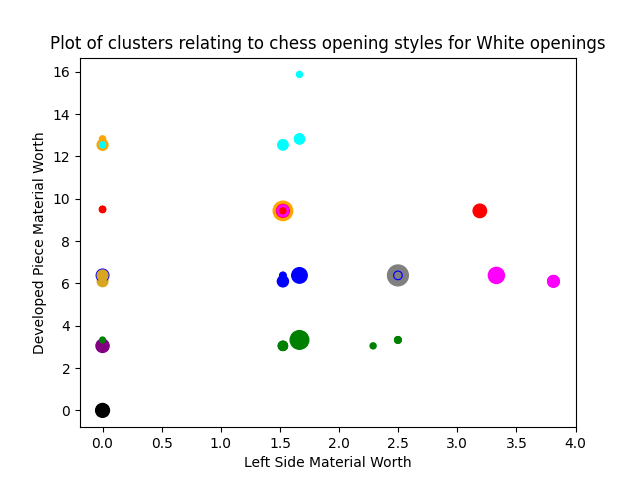 Plot of clusters relating to chess opening styles for White openings
16
14
12
10
8
6
4
2
0
Developed Piece Material Worth
0.0 0.5 1.0 1.5 2.0 2.5 3.0 3.5 4.0
Left Side Material Worth